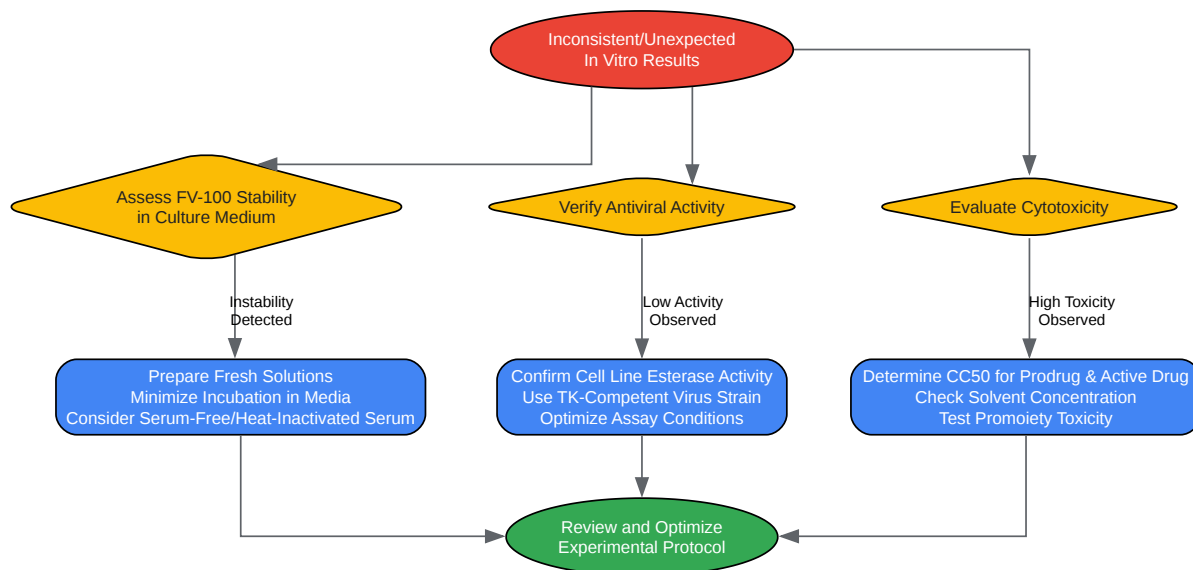 Inconsistent/Unexpected
In Vitro Results
Assess FV-100 Stability
in Culture Medium
Verify Antiviral Activity
Evaluate Cytotoxicity
Instability
Detected
Low Activity
Observed
High Toxicity
Observed
Prepare Fresh Solutions
Minimize Incubation in Media
Consider Serum-Free/Heat-Inactivated Serum
Confirm Cell Line Esterase Activity
Use TK-Competent Virus Strain
Optimize Assay Conditions
Determine CC50 for Prodrug & Active Drug
Check Solvent Concentration
Test Promoiety Toxicity
Review and Optimize
Experimental Protocol